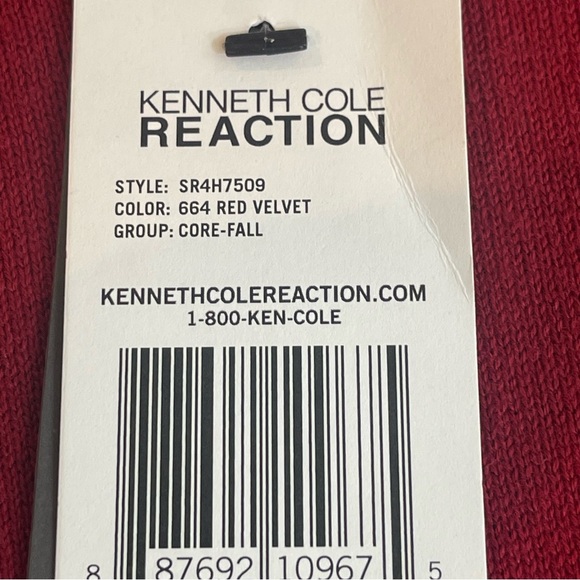 KENNETH COLE
REACTION
STYLE: SR4H7509
COLOR: 664 RED VELVET
GROUP: CORE-FALL
KENNETHCOLEREACTION.COM
1-800-KEN-COLE
8 87692 10967 5